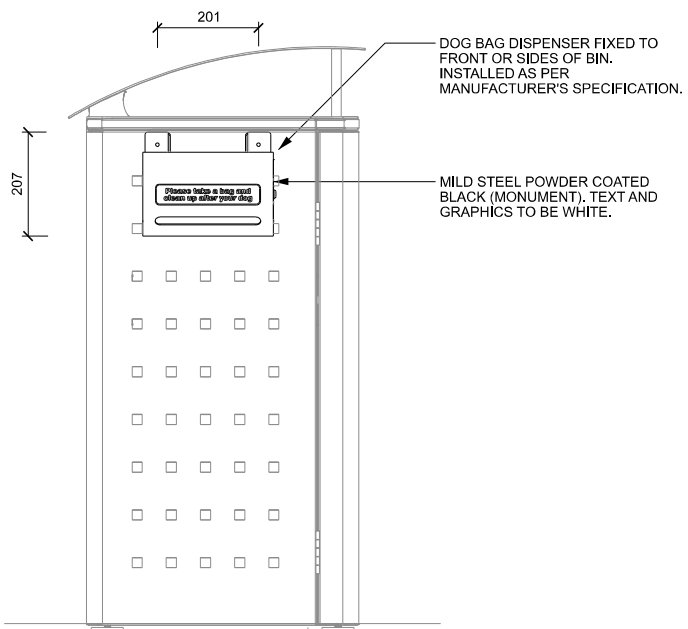 201
DOG BAG DISPENSER FIXED TO
FRONT OR SIDES OF BIN.
INSTALLED AS PER
MANUFACTURER'S SPECIFICATION.
207
MILD STEEL POWDER COATED
BLACK (MONUMENT). TEXT AND
GRAPHICS TO BE WHITE.
Please take a bag and
clean up after your dog